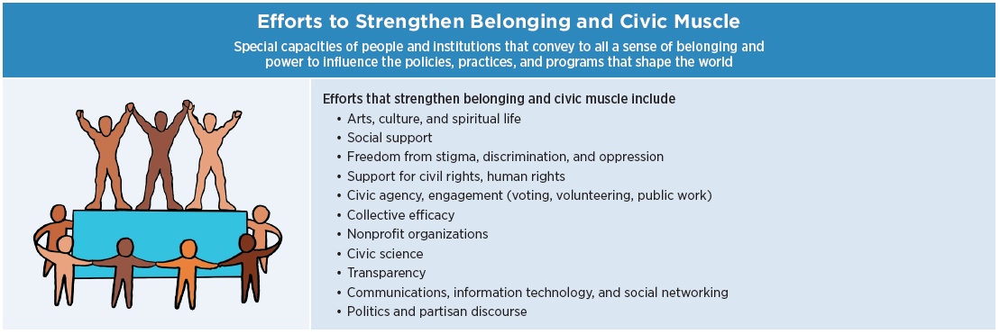 Efforts to Strengthen Belonging and Civic Muscle
Special capacities of people and institutions that convey to all a sense of belonging and
power to influence the policies, practices, and programs that shape the world
Efforts that strengthen belonging and civic muscle include
• Arts, culture, and spiritual life
• Social support
• Freedom from stigma, discrimination, and oppression
• Support for civil rights, human rights
• Civic agency, engagement (voting, volunteering, public work)
• Collective efficacy
• Nonprofit organizations
• Civic science
• Transparency
• Communications, information technology, and social networking
• Politics and partisan discourse